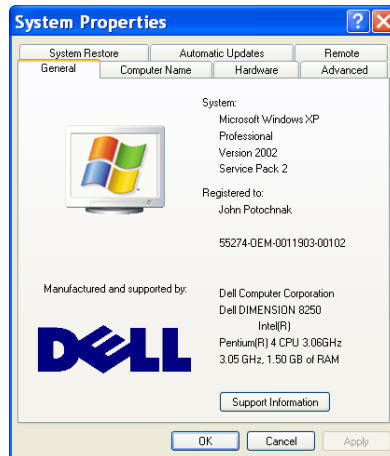 System Properties
System Restore Automatic Updates Remote
General Computer Name Hardware Advanced
System:
Microsoft Windows XP
Professional
Version 2002
Service Pack 2
Registered to:
John Potochnak
55274-OEM-0011903-00102
Manufactured and supported by:
DELL
Dell Computer Corporation
Dell DIMENSION 8250
Intel(R)
Pentium(R) 4 CPU 3.06GHz
3.05 GHz, 1.50 GB of RAM
Support Information
OK Cancel Apply